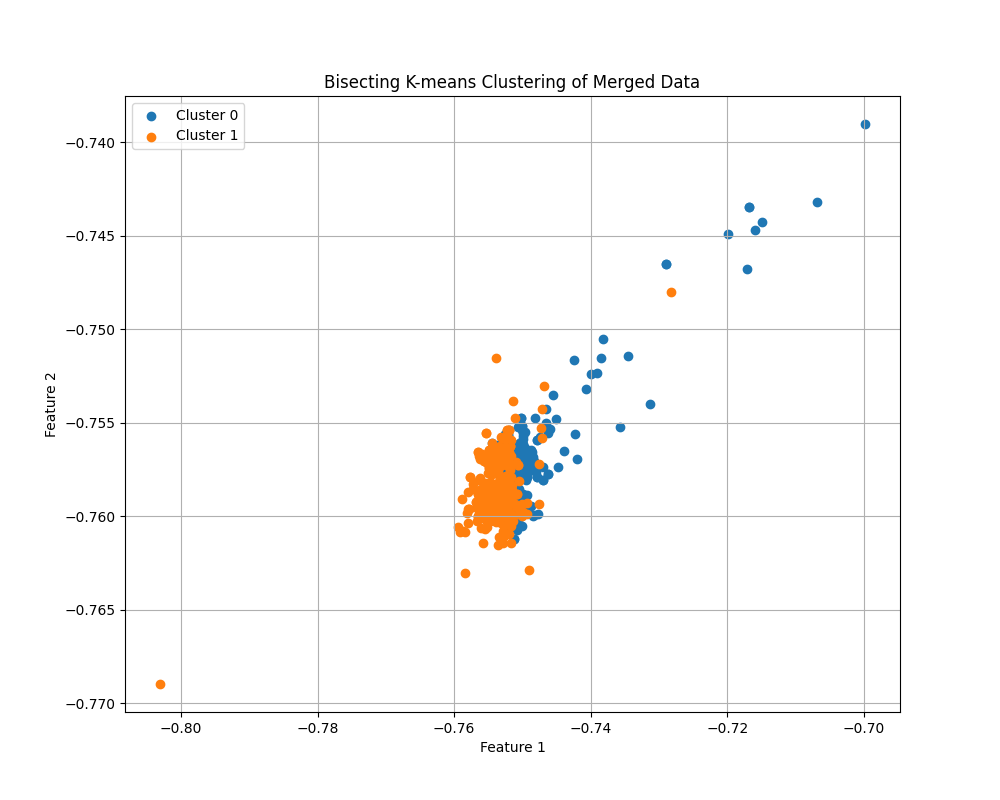 Bisecting K-means Clustering of Merged Data
Cluster 0
Cluster 1
−0.740
−0.745
−0.750
−0.755
−0.760
−0.765
−0.770
Feature 2
−0.80
−0.78
−0.76
−0.74
−0.72
−0.70
Feature 1